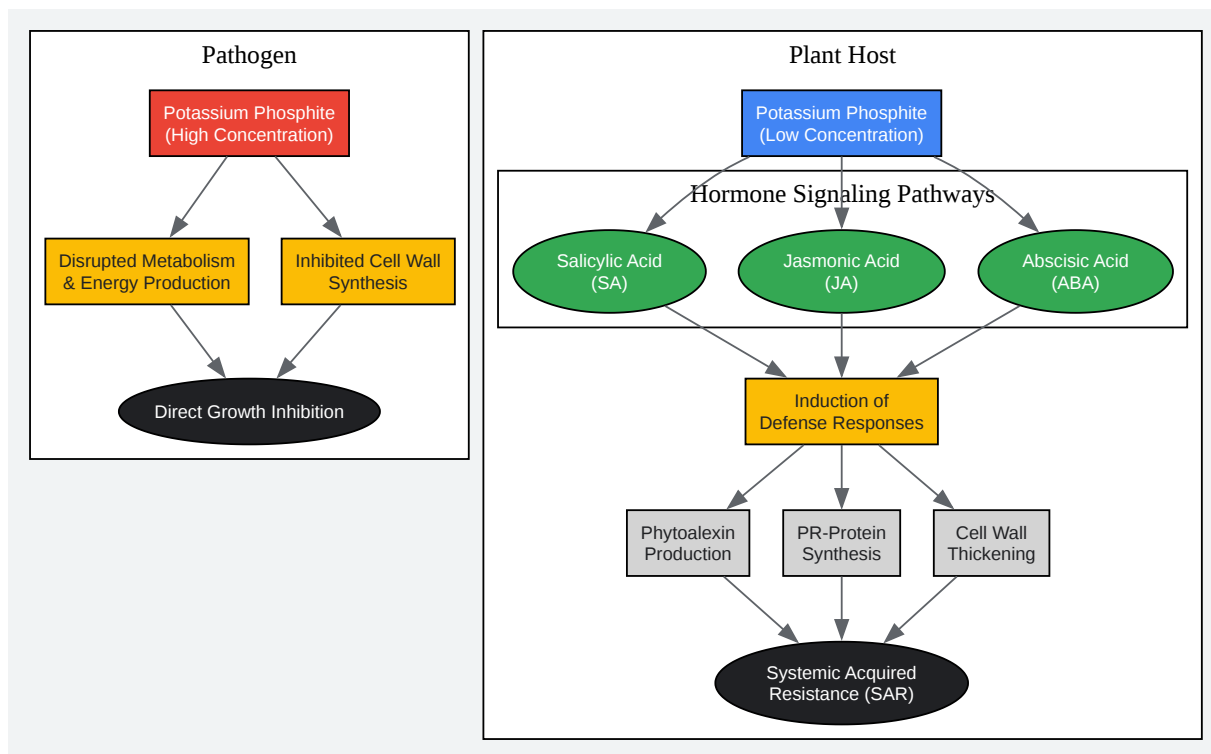 Pathogen
Potassium Phosphite
(High Concentration)
Disrupted Metabolism
& Energy Production
Inhibited Cell Wall
Synthesis
Direct Growth Inhibition
Plant Host
Potassium Phosphite
(Low Concentration)
Hormone Signaling Pathways
Salicylic Acid
(SA)
Jasmonic Acid
(JA)
Abscisic Acid
(ABA)
Induction of
Defense Responses
Phytoalexin
Production
PR-Protein
Synthesis
Cell Wall
Thickening
Systemic Acquired
Resistance (SAR)